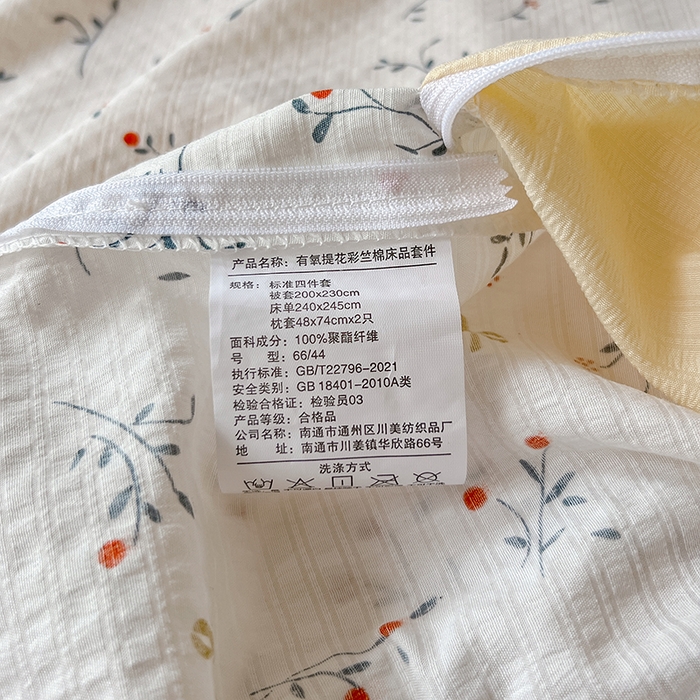 产品名称：有氧提花彩竺棉床品套件
规格：标准四件套
被套200x230cm
床单240x245cm
枕套48x74cmx2只
面科成分：100%聚酯纤维
号 型：66/44
执行标准：GB/T22796-2021
安全类别：GB 18401-2010A类
检验合格证：检验员03
产品等级：合格品
公司名称：南通市通州区川美纺织品厂
地 址：南通市川姜镇华欣路66号
洗涤方式